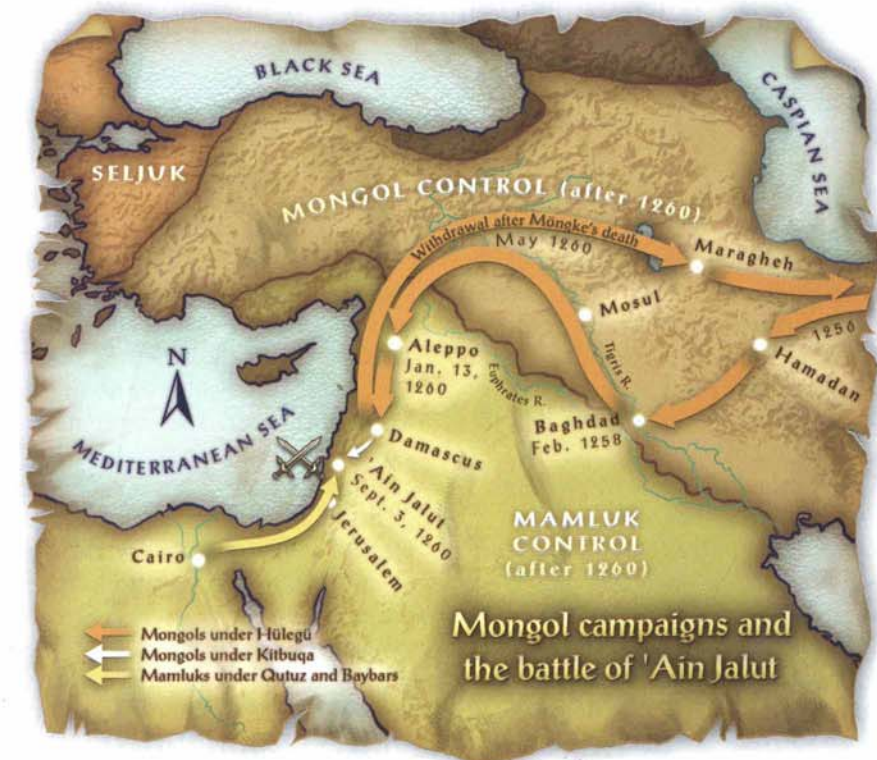 BLACK SEA
CASPIAN SEA
SELJUK
MONGOL CONTROL (after 1260)
Withdrawal after Möngke's death
May 1260
Maragheh
Mosul
1256
Hamadan
Tigris R.
N
Aleppo
Jan. 13,
1260
Euphrates R.
Baghdad
Feb. 1258
MEDITERRANEAN SEA
Damascus
'Ain Jalut
Sept. 3, 1260
Jerusalem
MAMLUK
CONTROL
(after 1260)
Cairo
Mongols under Hülegü
Mongols under Kitbuqa
Mamluks under Qutuz and Baybars
Mongol campaigns and
the battle of 'Ain Jalut